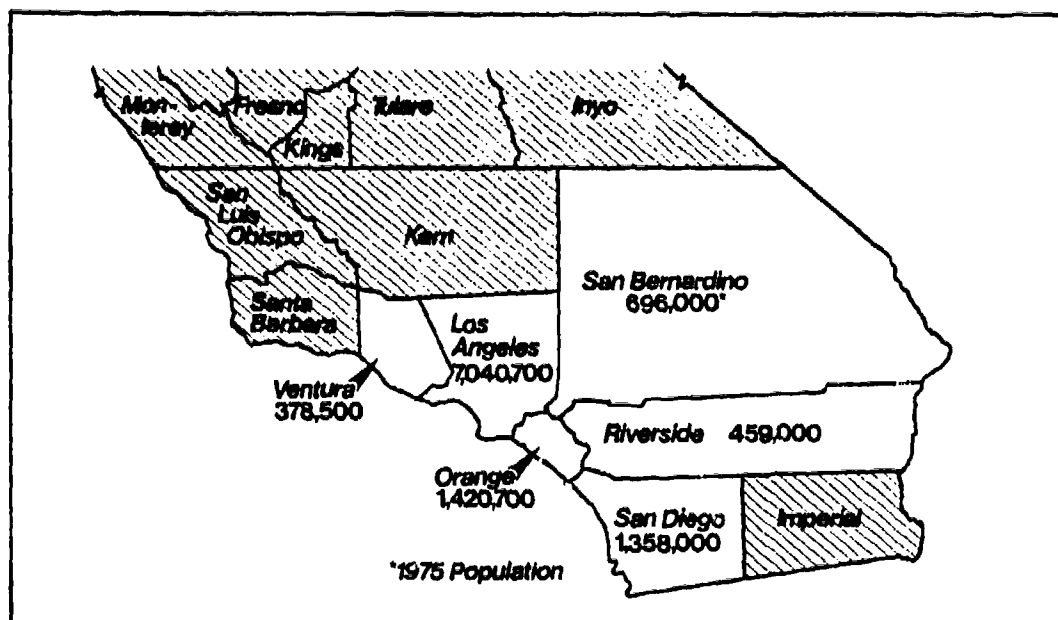 Mon-
terey
Fresno
Kings
Tulare
Inyo
San
Luis
Obispo
Kern
San Bernardino
696,000*
Santa
Barbara
Los
Angeles
7,040,700
Ventura
378,500
Riverside 459,000
Orange
1,420,700
San Diego
1,358,000
Imperial
*1975 Population